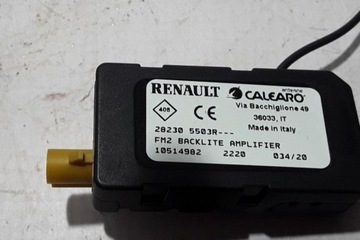 RENAULT
antenne
CALEARO
408
CE
Via Bacchiglione 49
36033, IT
Made in Italy
28230 5503R---
FM2 BACKLITE AMPLIFIER
10514982 2220 034/20